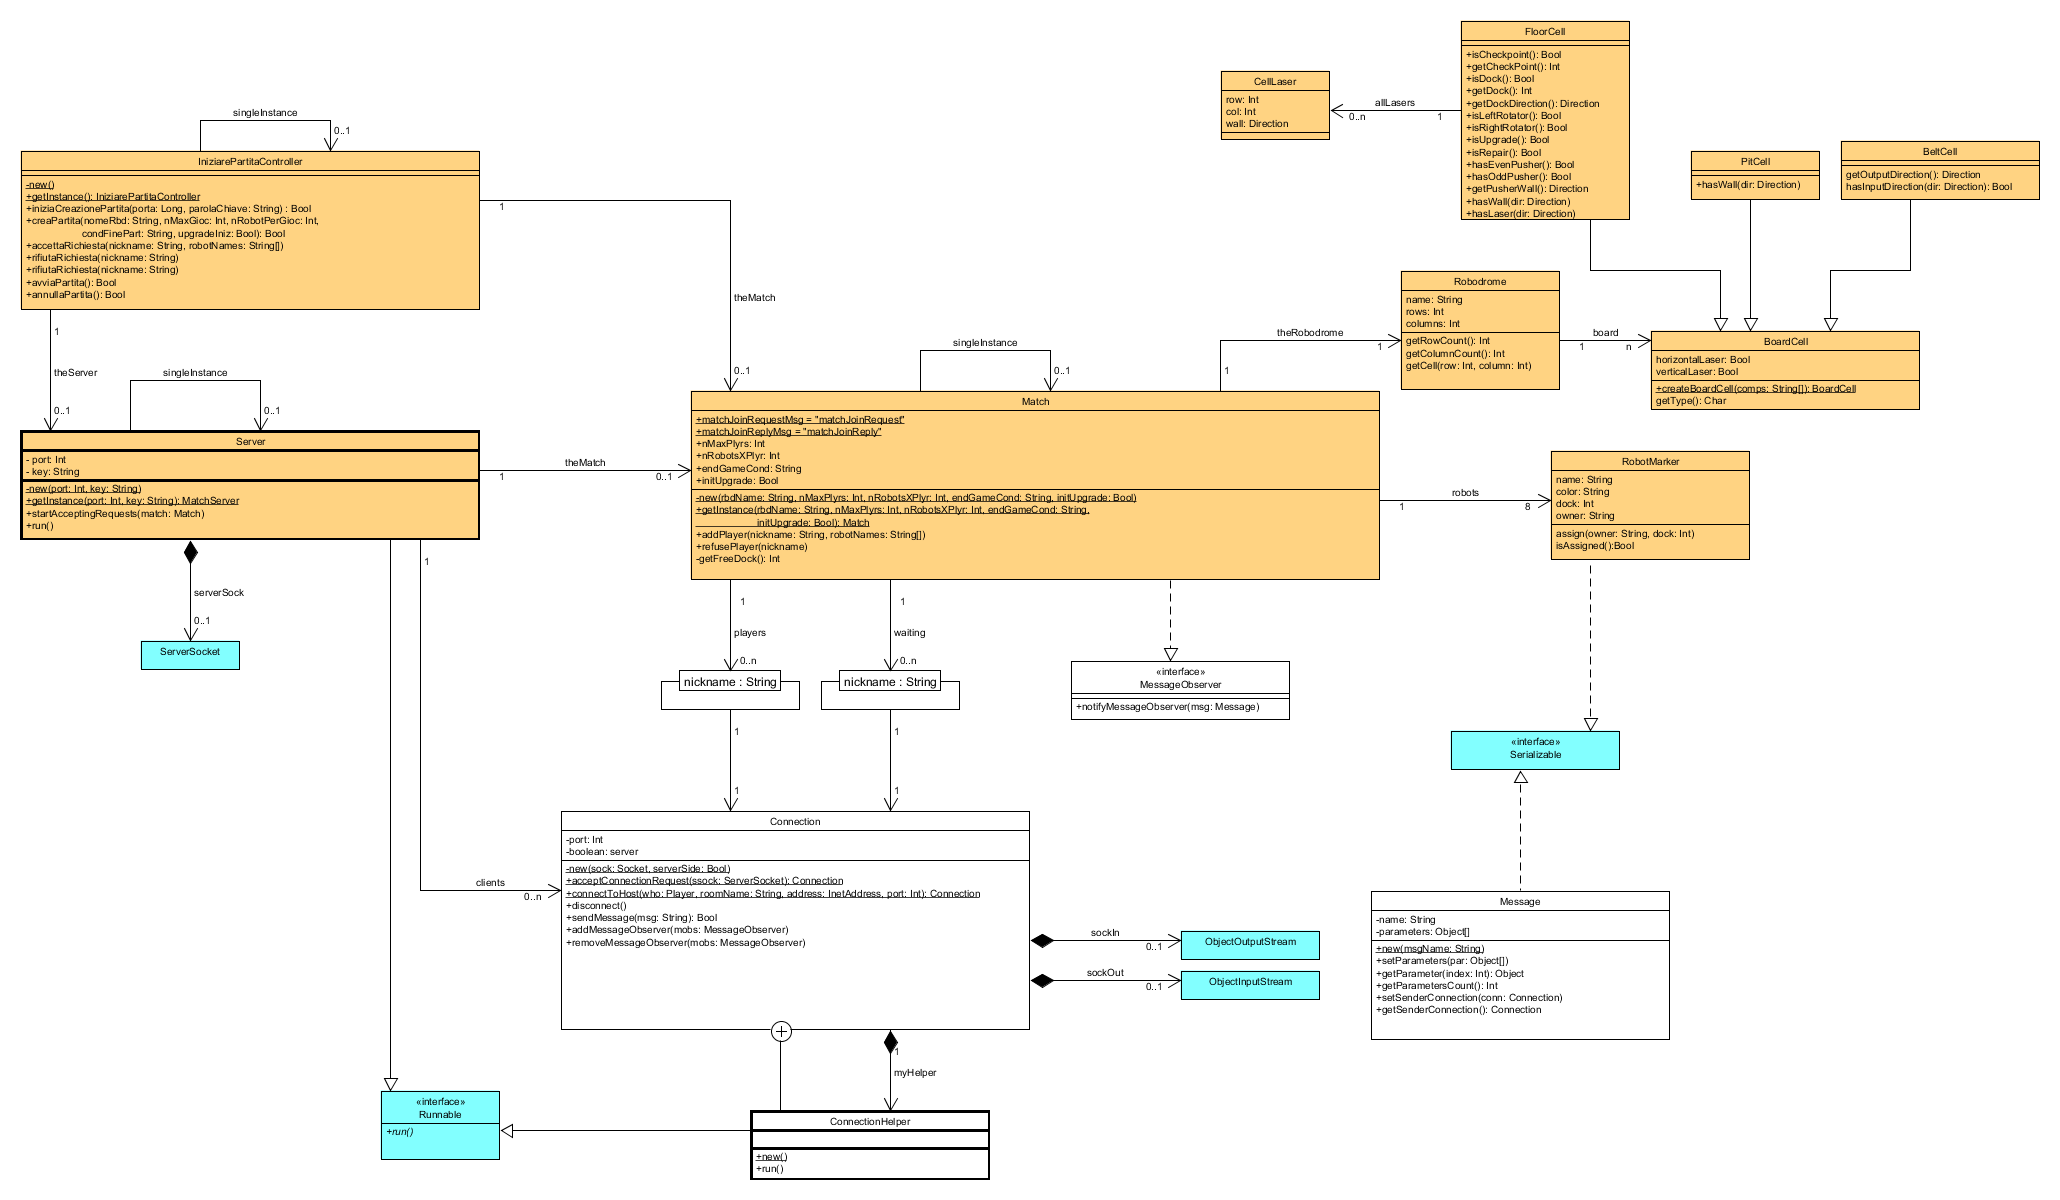 FloorCell
+isCheckpoint(): Bool
+getCheckPoint(): Int
+isDock(): Bool
+getDock(): Int
+getDockDirection(): Direction
+isLeftRotator(): Bool
+isRightRotator(): Bool
+isUpgrade(): Bool
+isRepair(): Bool
+hasEvenPusher(): Bool
+hasOddPusher(): Bool
+getPusherWall(): Direction
+hasWall(dir: Direction)
+hasLaser(dir: Direction)
CellLaser
row: Int
col: Int
wall: Direction
allLasers
0..n
1
PitCell
+hasWall(dir: Direction)
BeltCell
getOutputDirection(): Direction
hasInputDirection(dir: Direction): Bool
singleInstance
0..1
IniziarePartitaController
-new()
+getInstance(): IniziarePartitaController
+iniziaCreazionePartita(porta: Long, parolaChiave: String) : Bool
+creaPartita(nomeRbd: String, nMaxGioc: Int, nRobotPerGioc: Int,
condFinePart: String, upgradeIniz: Bool): Bool
+accettaRichiesta(nickname: String, robotNames: String[])
+rifiutaRichiesta(nickname: String)
+rifiutaRichiesta(nickname: String)
+avviaPartita(): Bool
+annullaPartita(): Bool
1
theMatch
0..1
1
theServer
0..1
singleInstance
0..1
Server
- port: Int
- key: String
-new(port: Int, key: String)
+getInstance(port: Int, key: String): MatchServer
+startAcceptingRequests(match: Match)
+run()
theMatch
1
0..1
1
serverSock
0..1
ServerSocket
singleInstance
0..1
theRobodrome
1
1
Robodrome
name: String
rows: Int
columns: Int
getRowCount(): Int
getColumnCount(): Int
getCell(row: Int, column: Int)
board
1
n
BoardCell
horizontalLaser: Bool
verticalLaser: Bool
+createBoardCell(comps: String[]): BoardCell
getType(): Char
Match
+matchJoinRequestMsg = "matchJoinRequest"
+matchJoinReplyMsg = "matchJoinReply"
+nMaxPlyrs: Int
+nRobotsXPlyr: Int
+endGameCond: String
+initUpgrade: Bool
-new(rbdName: String, nMaxPlyrs: Int, nRobotsXPlyr: Int, endGameCond: String, initUpgrade: Bool)
+getInstance(rbdName: String, nMaxPlyrs: Int, nRobotsXPlyr: Int, endGameCond: String,
initUpgrade: Bool): Match
+addPlayer(nickname: String, robotNames: String[])
+refusePlayer(nickname)
-getFreeDock(): Int
robots
1
8
RobotMarker
name: String
color: String
dock: Int
owner: String
assign(owner: String, dock: Int)
isAssigned():Bool
1
players
0..n
nickname : String
1
1
1
waiting
0..n
nickname : String
1
1
«interface»
MessageObserver
+notifyMessageObserver(msg: Message)
«interface»
Serializable
clients
0..n
Connection
-port: Int
-boolean: server
-new(sock: Socket, serverSide: Bool)
+acceptConnectionRequest(ssock: ServerSocket): Connection
+connectToHost(who: Player, roomName: String, address: InetAddress, port: Int): Connection
+disconnect()
+sendMessage(msg: String): Bool
+addMessageObserver(mobs: MessageObserver)
+removeMessageObserver(mobs: MessageObserver)
sockIn
0..1
ObjectOutputStream
sockOut
0..1
ObjectInputStream
Message
-name: String
-parameters: Object[]
+new(msgName: String)
+setParameters(par: Object[])
+getParameter(index: Int): Object
+getParametersCount(): Int
+setSenderConnection(conn: Connection)
+getSenderConnection(): Connection
1
myHelper
«interface»
Runnable
+run()
ConnectionHelper
+new()
+run()